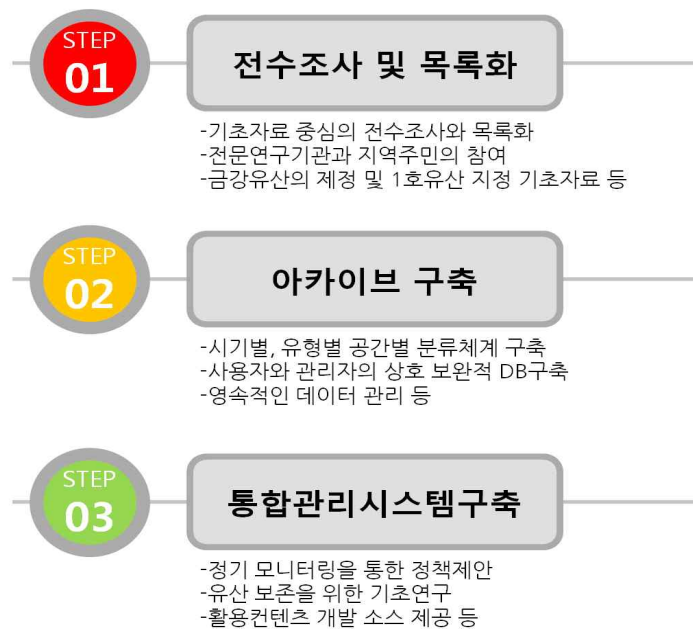 STEP
01
전수조사 및 목록화
-기초자료 중심의 전수조사와 목록화
-전문연구기관과 지역주민의 참여
-금강유산의 제정 및 1호유산 지정 기초자료 등
STEP
02
아카이브 구축
-시기별, 유형별 공간별 분류체계 구축
-사용자와 관리자의 상호 보완적 DB구축
-영속적인 데이터 관리 등
STEP
03
통합관리시스템구축
-정기 모니터링을 통한 정책제안
-유산 보존을 위한 기초연구
-활용컨텐츠 개발 소스 제공 등